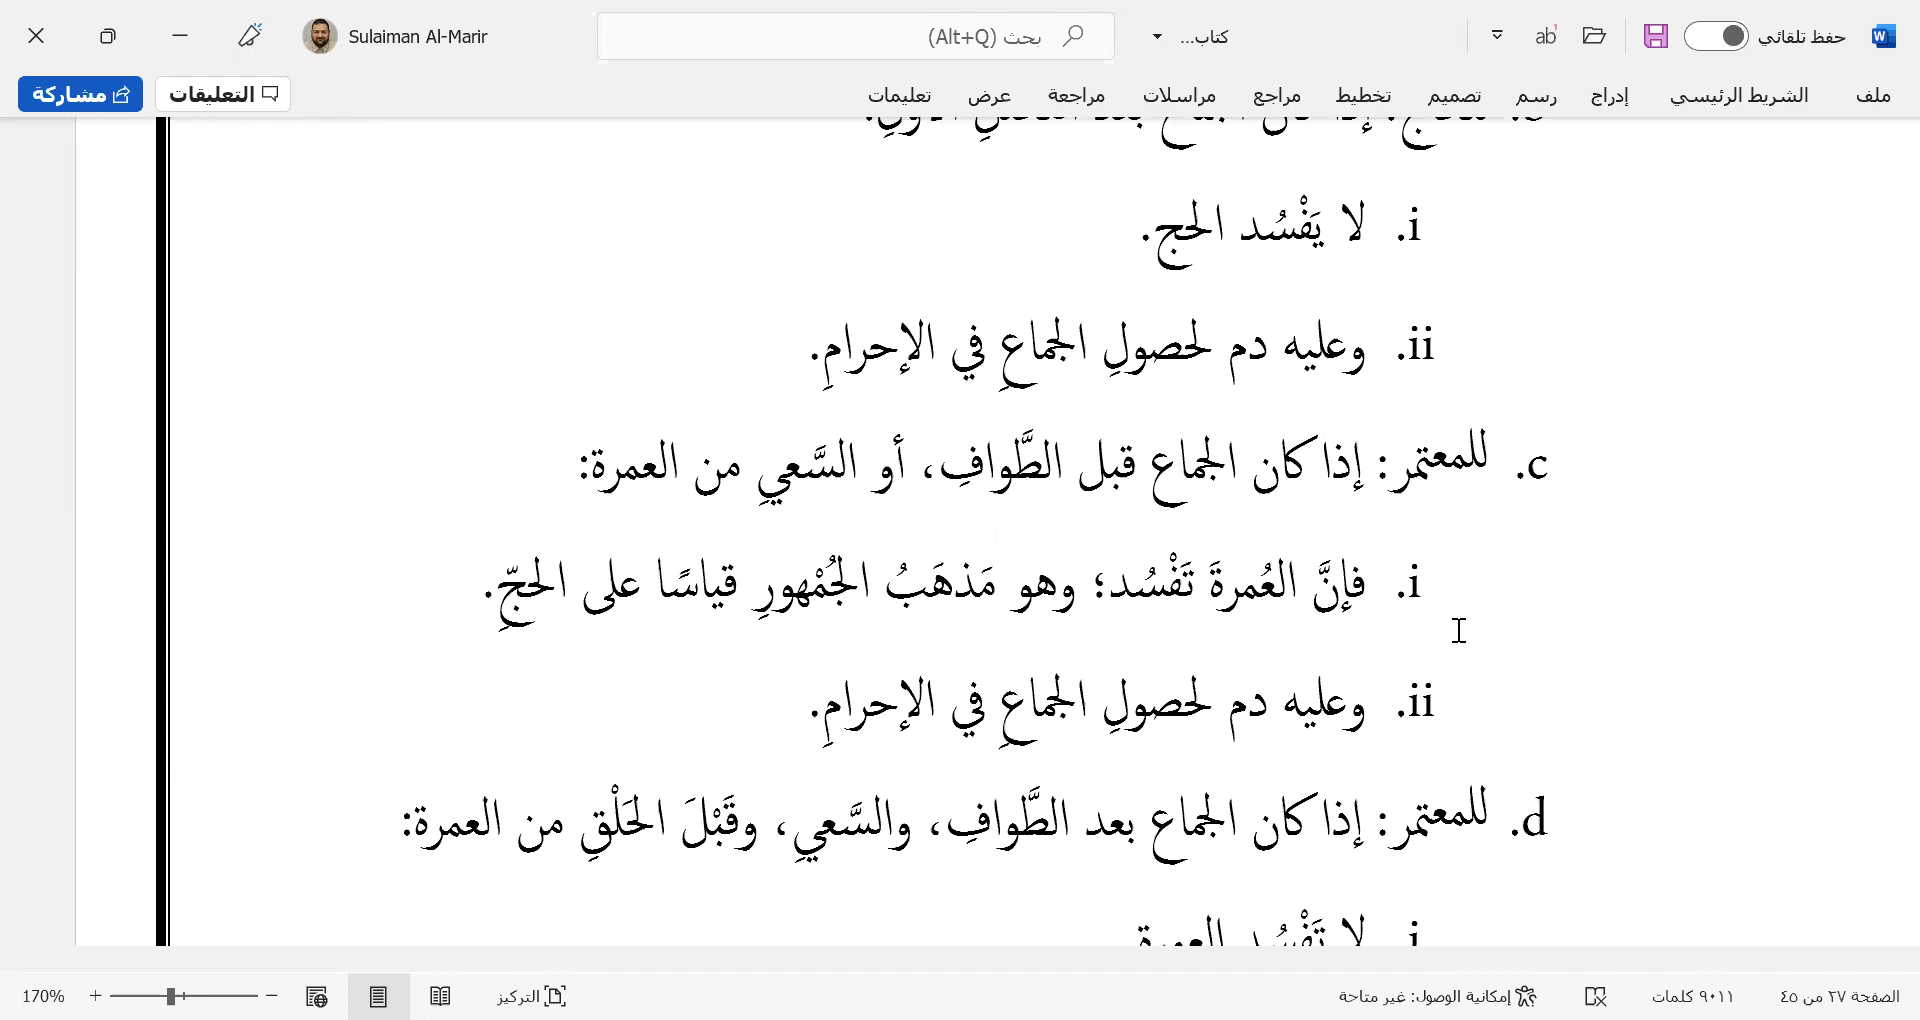 حفظ تلقائي
كتاب...
بحث (Alt+Q)
Sulaiman Al-Marir
ملف الشريط الرئيسي إدراج رسم تصميم تخطيط مراجع مراسلات مراجعة عرض تعليمات
التعليقات
مشاركة
i. لا يَفْسُد الحج.
ii. وعليه دم لحصولِ الجماعِ في الإحرامِ.
c. للمعتمر: إذا كان الجماع قبل الطَّوافِ، أو السَّعيِ من العمرة:
i. فإنَّ العُمرةَ تَفْسُد؛ وهو مَذهَبُ الجُمْهورِ قياسًا على الحجِّ.
ii. وعليه دم لحصولِ الجماعِ في الإحرامِ.
d. للمعتمر: إذا كان الجماع بعد الطَّوافِ، والسَّعيِ، وقَبْلَ الحَلْقِ من العمرة:
i. لا تَفْسُد العمرة
الصفحة ٢٧ من ٤٥
٩٠١١ كلمات
إمكانية الوصول: غير متاحة
التركيز
170%